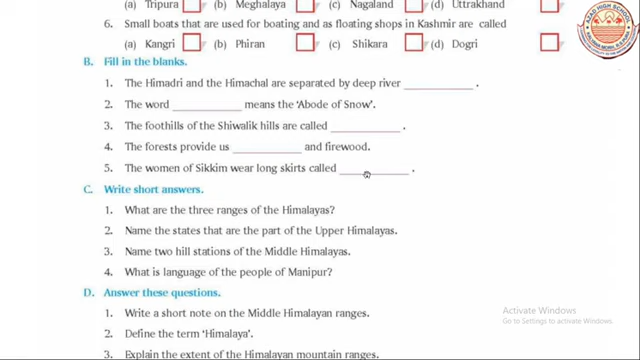 (a) Tripura (b) Meghalaya (c) Nagaland (d) Uttrakhand
6. Small boats that are used for boating and as floating shops in Kashmir are called
(a) Kangri (b) Phiran (c) Shikara (d) Dogri
B. Fill in the blanks.
1. The Himadri and the Himachal are separated by deep river ____________ .
2. The word ____________ means the 'Abode of Snow'.
3. The foothills of the Shiwalik hills are called ____________ .
4. The forests provide us ____________ and firewood.
5. The women of Sikkim wear long skirts called ____________ .
C. Write short answers.
1. What are the three ranges of the Himalayas?
2. Name the states that are the part of the Upper Himalayas.
3. Name two hill stations of the Middle Himalayas.
4. What is language of the people of Manipur?
D. Answer these questions.
1. Write a short note on the Middle Himalayan ranges.
2. Define the term 'Himalaya'.
3. Explain the extent of the Himalayan mountain ranges.
AZAD HIGH SCHOOL
Activate Windows
Go to Settings to activate Windows.